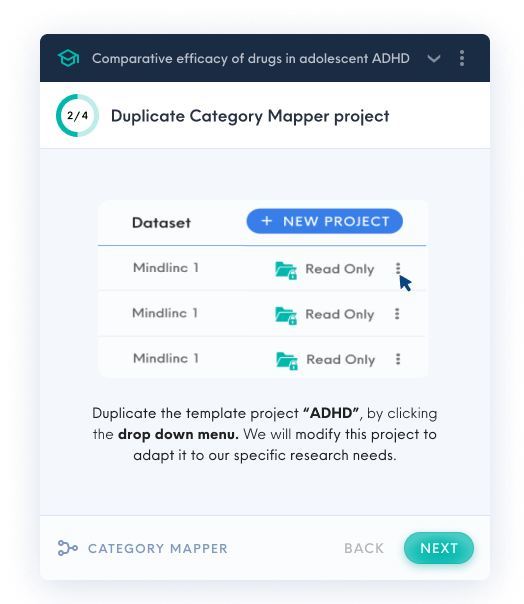 Comparative efficacy of drugs in adolescent ADHD
2/4 Duplicate Category Mapper project
Dataset + NEW PROJECT
Mindlinc 1 Read Only
Mindlinc 1 Read Only
Mindlinc 1 Read Only
Duplicate the template project “ADHD”, by clicking
the drop down menu. We will modify this project to
adapt it to our specific research needs.
CATEGORY MAPPER BACK NEXT